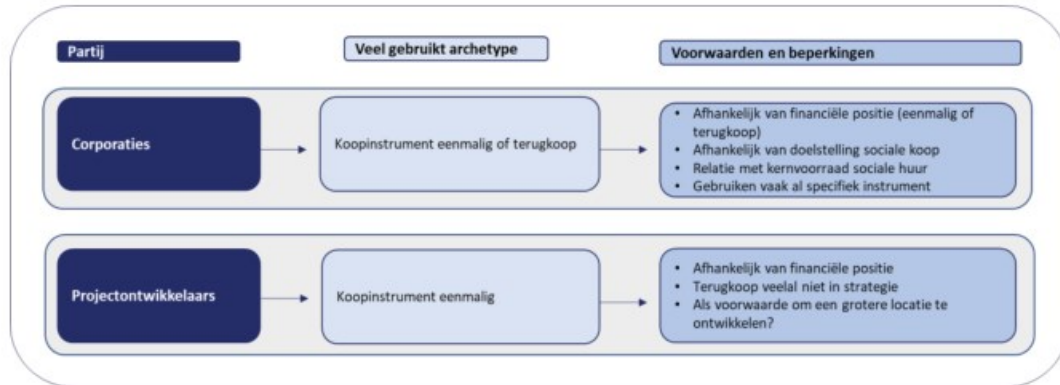 Partij
Veel gebruikt archetype
Voorwaarden en beperkingen
Corporaties
Koopinstrument eenmalig of terugkoop
• Afhankelijk van financiële positie (eenmalig of
terugkoop)
• Afhankelijk van doelstelling sociale koop
• Relatie met kernvoorraad sociale huur
• Gebruiken vaak al specifiek instrument
Projectontwikkelaars
Koopinstrument eenmalig
• Afhankelijk van financiële positie
• Terugkoop veelal niet in strategie
• Als voorwaarde om een grotere locatie te
ontwikkelen?